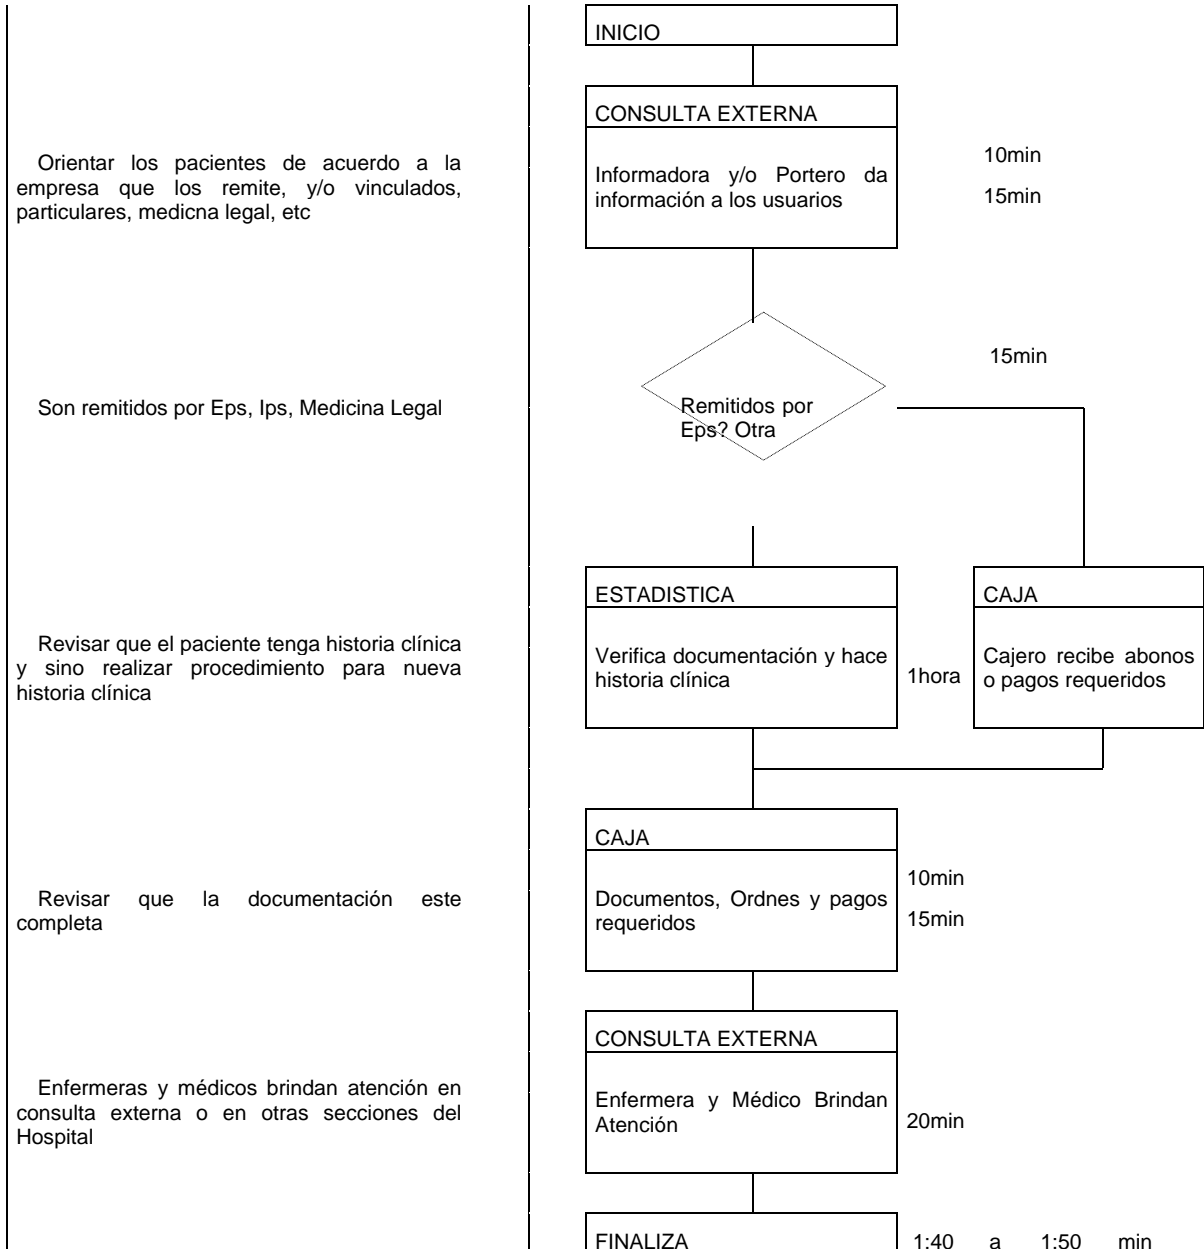 INICIO
CONSULTA EXTERNA
Orientar los pacientes de acuerdo a la
empresa que los remite, y/o vinculados,
particulares, medicna legal, etc
Informadora y/o Portero da
información a los usuarios
10min
15min
15min
Son remitidos por Eps, Ips, Medicina Legal
Remitidos por
Eps? Otra
ESTADISTICA
CAJA
Revisar que el paciente tenga historia clínica
y sino realizar procedimiento para nueva
historia clínica
Verifica documentación y hace
historia clínica
1hora
Cajero recibe abonos
o pagos requeridos
CAJA
Revisar que la documentación este
completa
Documentos, Ordnes y pagos
requeridos
10min
15min
CONSULTA EXTERNA
Enfermeras y médicos brindan atención en
consulta externa o en otras secciones del
Hospital
Enfermera y Médico Brindan
Atención
20min
FINALIZA
1:40 a 1:50 min